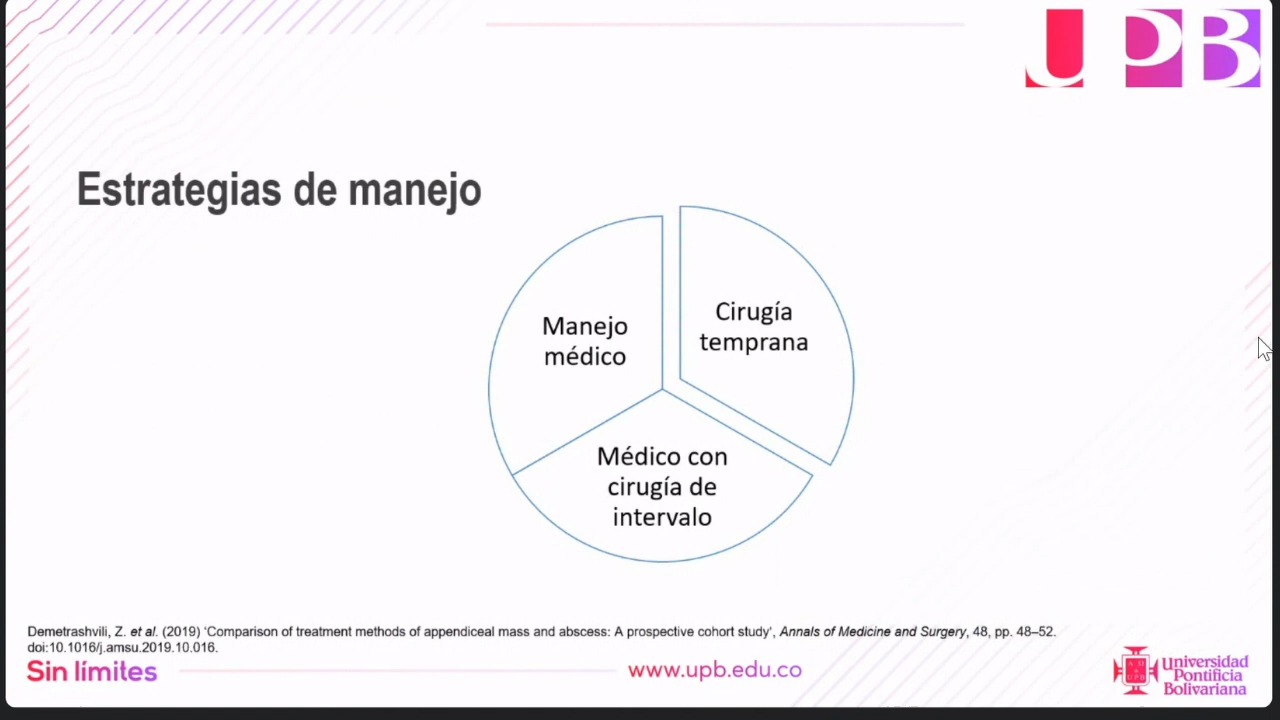 UPB
Estrategias de manejo
Manejo
médico
Cirugía
temprana
Médico con
cirugía de
intervalo
Demetrashvili, Z. et al. (2019) ‘Comparison of treatment methods of appendiceal mass and abscess: A prospective cohort study’, Annals of Medicine and Surgery, 48, pp. 48–52.
doi:10.1016/j.amsu.2019.10.016.
Sin límites
www.upb.edu.co
Universidad
Pontificia
Bolivariana